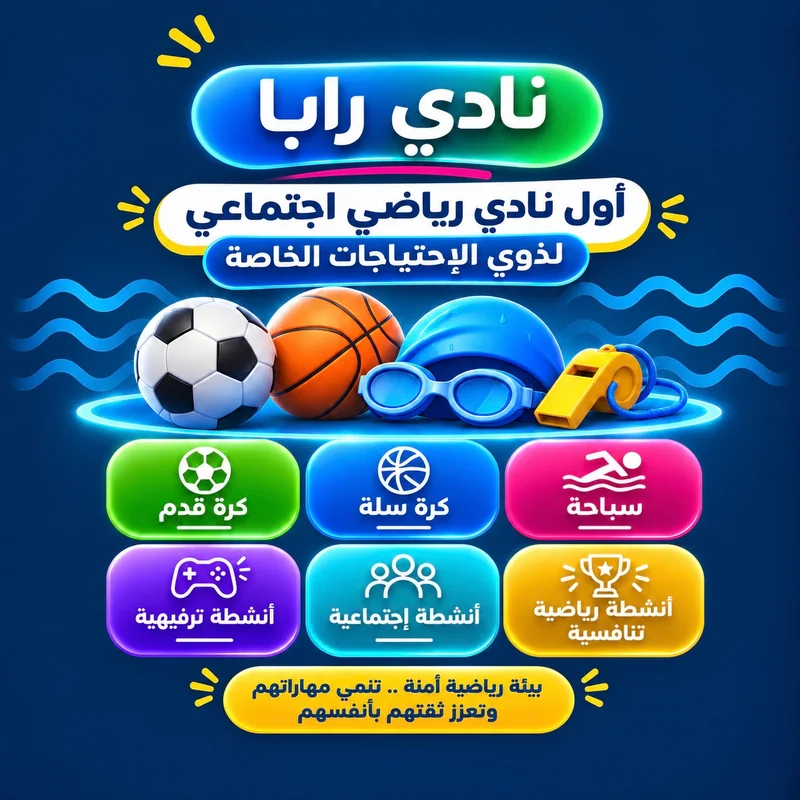 نادي رابا
أول نادي رياضي اجتماعي
لذوي الإحتياجات الخاصة
سباحة
كرة سلة
كرة قدم
أنشطة رياضية
تنافسية
أنشطة إجتماعية
أنشطة ترفيهية
بيئة رياضية أمنة .. تنمي مهاراتهم
وتعزز ثقتهم بأنفسهم